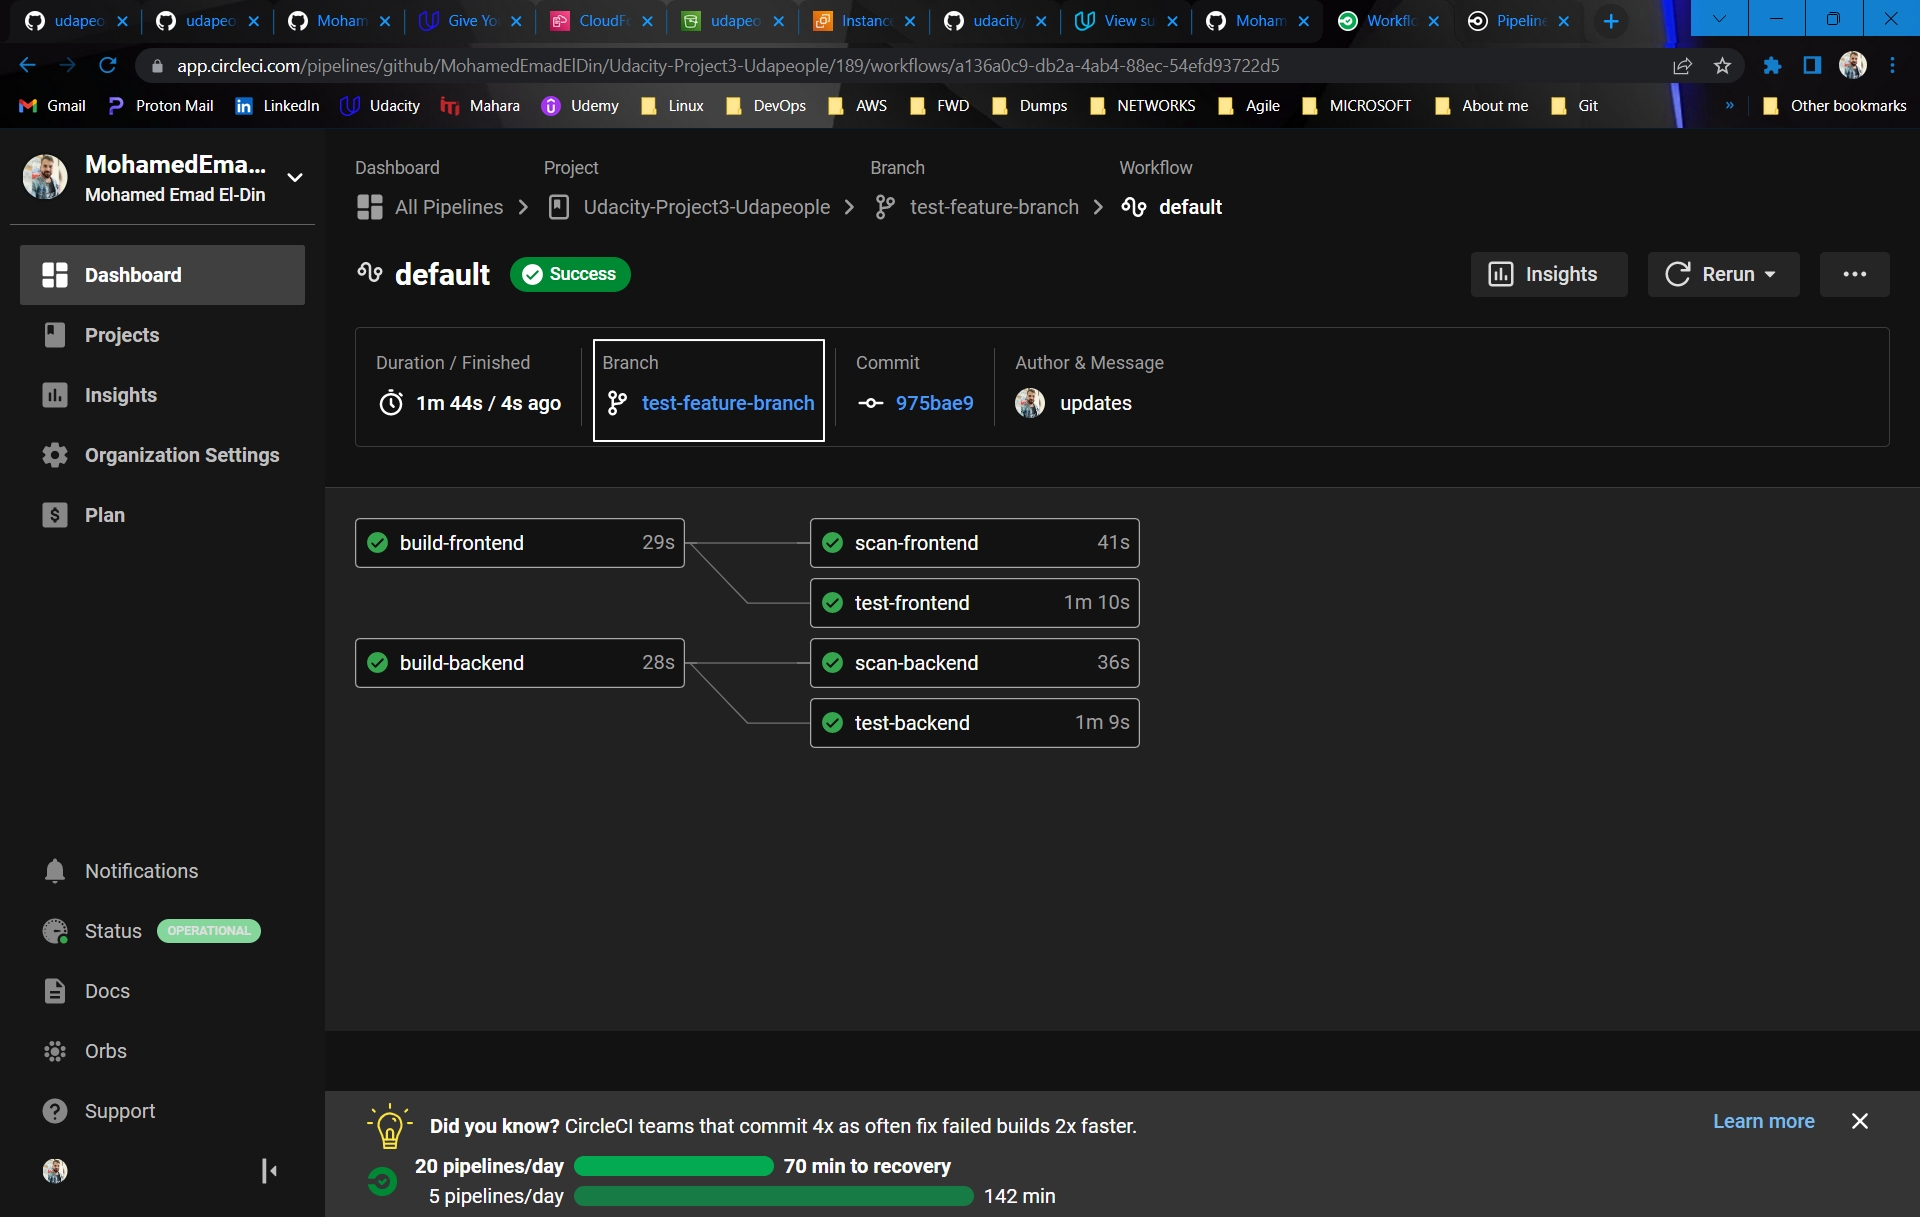 udapeo
udapeo
Moham
Give Yo
CloudFo
udapeo
Instance
udacity/
View su
Moham
Workflo
Pipeline
app.circleci.com/pipelines/github/MohamedEmadElDin/Udacity-Project3-Udapeople/189/workflows/a136a0c9-db2a-4ab4-88ec-54efd93722d5
Gmail Proton Mail LinkedIn Udacity Mahara Udemy Linux DevOps AWS FWD Dumps NETWORKS Agile MICROSOFT About me Git » Other bookmarks
MohamedEma...
Mohamed Emad El-Din
Dashboard
Projects
Insights
Organization Settings
Plan
Notifications
Status OPERATIONAL
Docs
Orbs
Support
Dashboard Project Branch Workflow
All Pipelines Udacity-Project3-Udapeople test-feature-branch default
default Success
Insights Rerun
Duration / Finished
1m 44s / 4s ago
Branch
test-feature-branch
Commit
975bae9
Author & Message
updates
build-frontend 29s
scan-frontend 41s
test-frontend 1m 10s
build-backend 28s
scan-backend 36s
test-backend 1m 9s
Did you know? CircleCI teams that commit 4x as often fix failed builds 2x faster.
Learn more
20 pipelines/day 70 min to recovery
5 pipelines/day 142 min